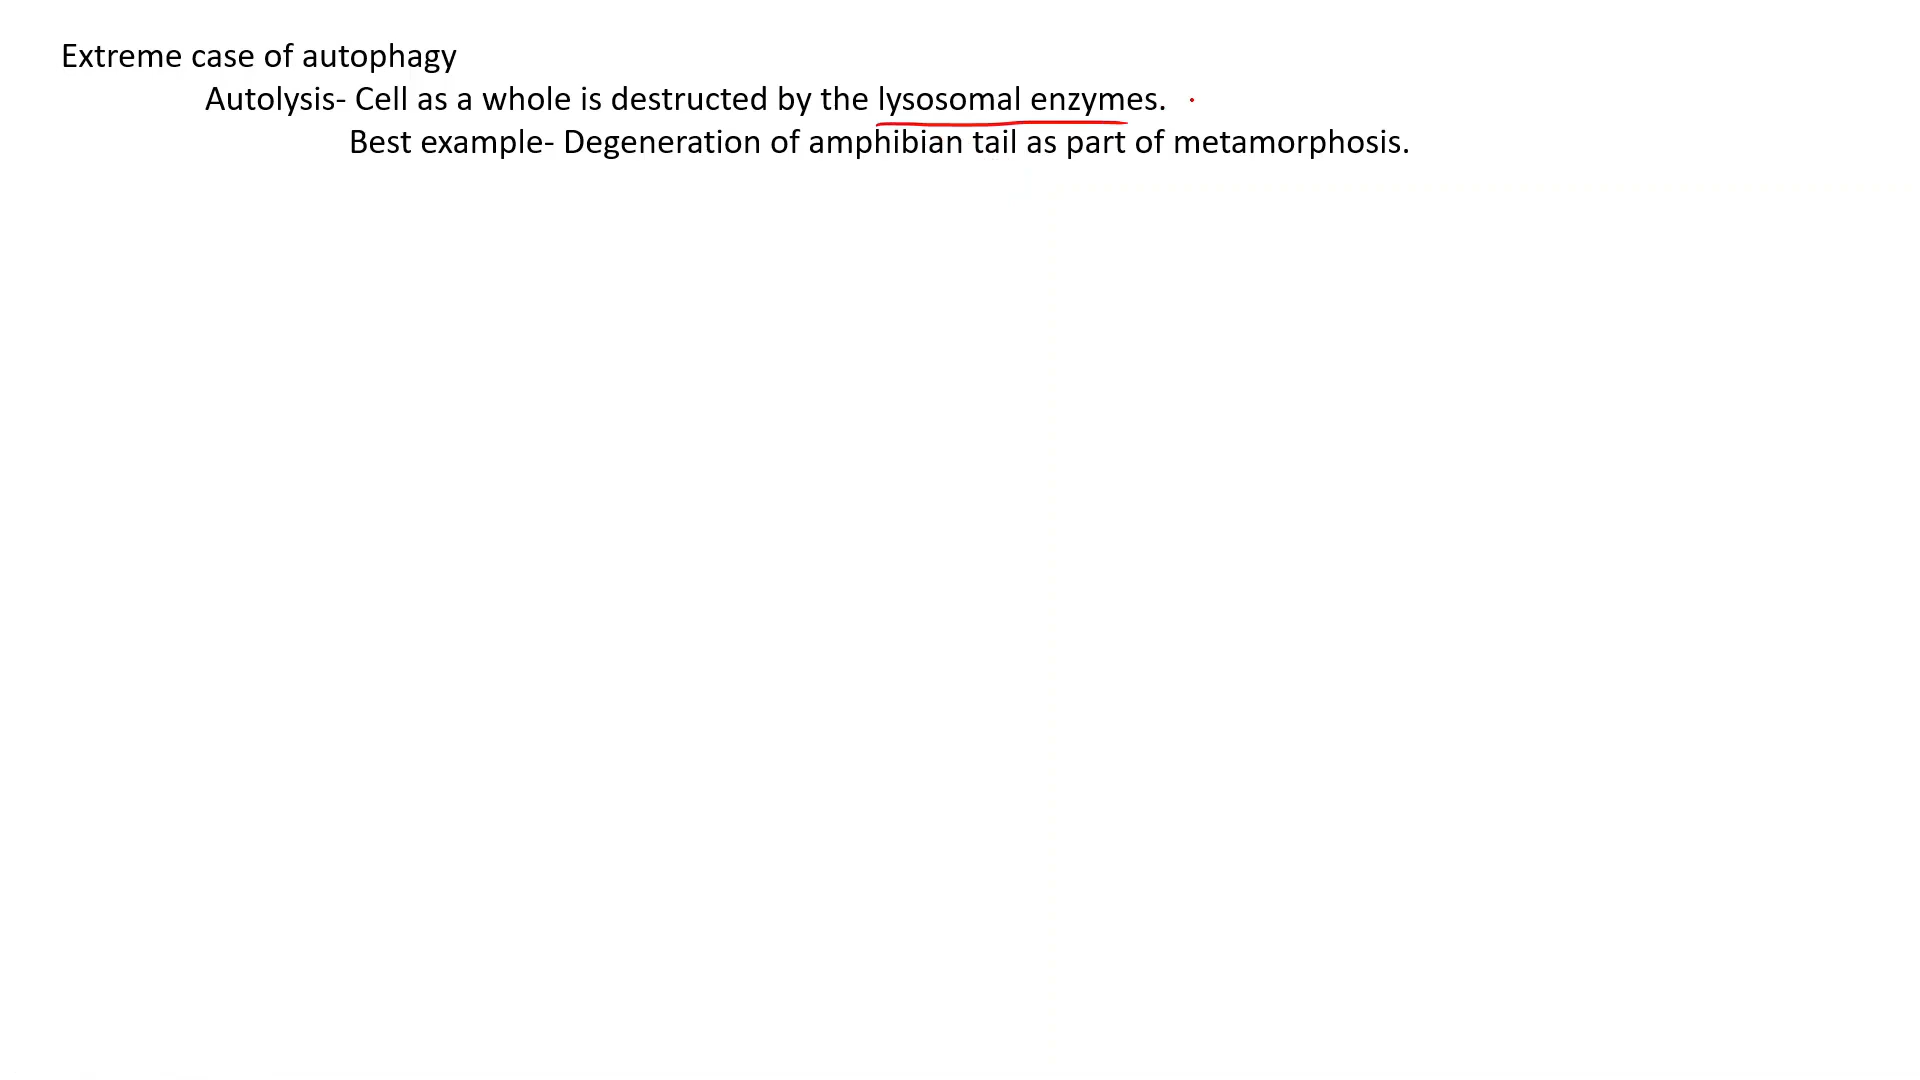 Extreme case of autophagy
Autolysis- Cell as a whole is destructed by the lysosomal enzymes.
Best example- Degeneration of amphibian tail as part of metamorphosis.